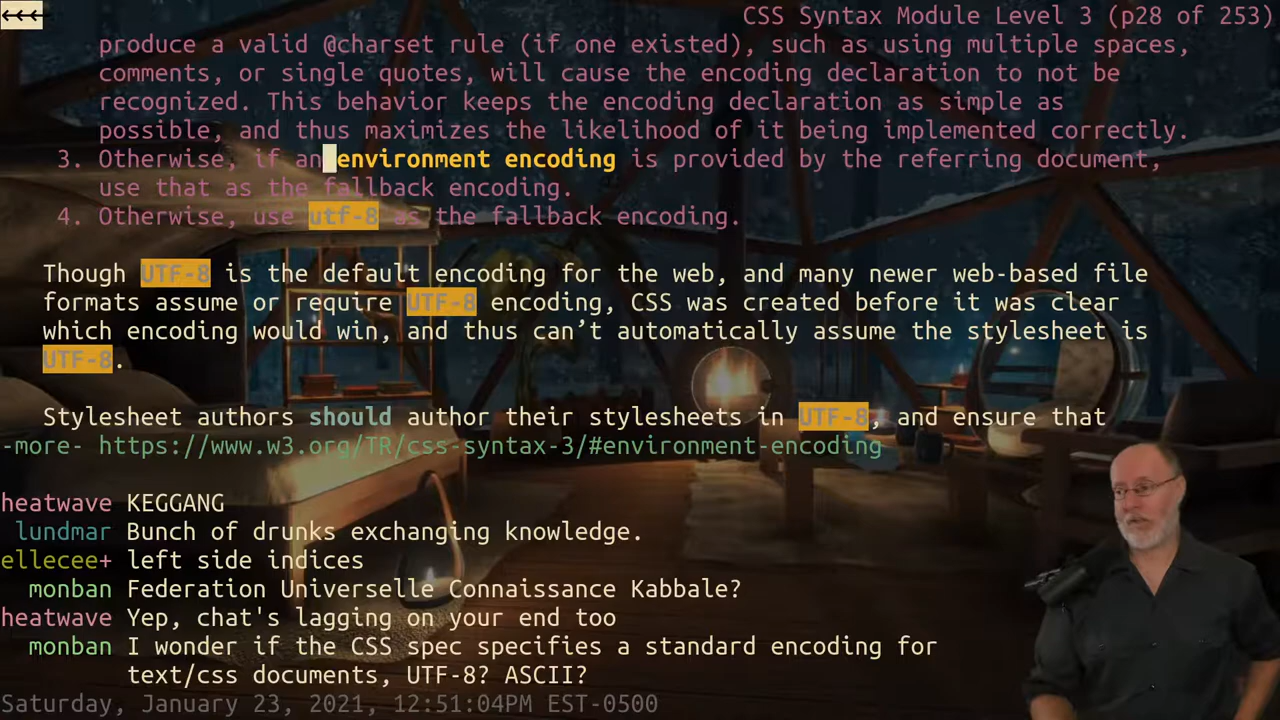 ←←←
CSS Syntax Module Level 3 (p28 of 253)
produce a valid @charset rule (if one existed), such as using multiple spaces,
comments, or single quotes, will cause the encoding declaration to not be
recognized. This behavior keeps the encoding declaration as simple as
possible, and thus maximizes the likelihood of it being implemented correctly.
3. Otherwise, if an environment encoding is provided by the referring document,
use that as the fallback encoding.
4. Otherwise, use utf-8 as the fallback encoding.
Though UTF-8 is the default encoding for the web, and many newer web-based file
formats assume or require UTF-8 encoding, CSS was created before it was clear
which encoding would win, and thus can’t automatically assume the stylesheet is
UTF-8.
Stylesheet authors should author their stylesheets in UTF-8, and ensure that
-more- https://www.w3.org/TR/css-syntax-3/#environment-encoding
heatwave KEGGANG
lundmar Bunch of drunks exchanging knowledge.
ellecee+ left side indices
monban Federation Universelle Connaissance Kabbale?
heatwave Yep, chat's lagging on your end too
monban I wonder if the CSS spec specifies a standard encoding for
text/css documents, UTF-8? ASCII?
Saturday, January 23, 2021, 12:51:04PM EST-0500